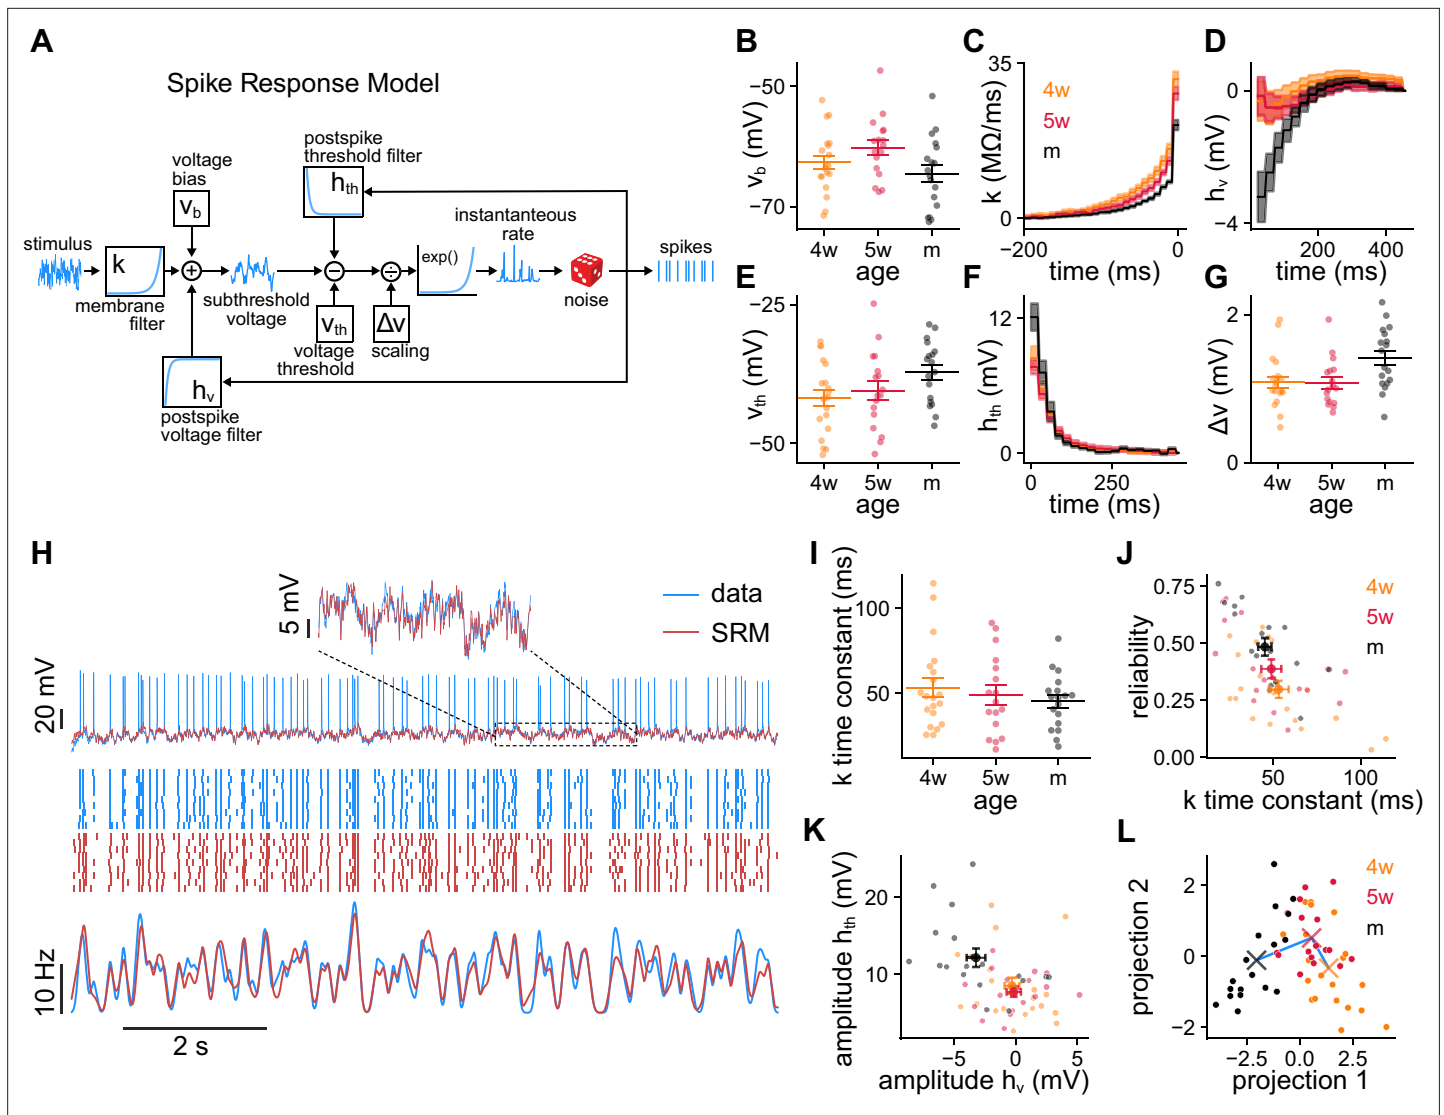 A
Spike Response Model
postspike
threshold filter
h_th
voltage
bias
v_b
stimulus
k
membrane
filter
+
subthreshold
voltage
−
÷
exp()
instantanteous
rate
noise
spikes
v_th
voltage
threshold
Δv
scaling
h_v
postspike
voltage filter
B
v_b (mV)
−50
−70
4w
5w
m
age
C
k (MΩ/ms)
35
0
4w
5w
m
−200
0
time (ms)
D
h_v (mV)
0
−4
200
400
time (ms)
E
v_th (mV)
−25
−50
4w
5w
m
age
F
h_th (mV)
12
0
0
250
time (ms)
G
Δv (mV)
2
0
4w
5w
m
age
H
5 mV
data
SRM
20 mV
10 Hz
2 s
I
k time constant (ms)
100
50
4w
5w
m
age
J
reliability
0.75
0.50
0.25
0.00
4w
5w
m
50
100
k time constant (ms)
K
amplitude h_th (mV)
20
10
−5
0
5
amplitude h_v (mV)
L
projection 2
2
0
−2
4w
5w
m
−2.5
0.0
2.5
projection 1